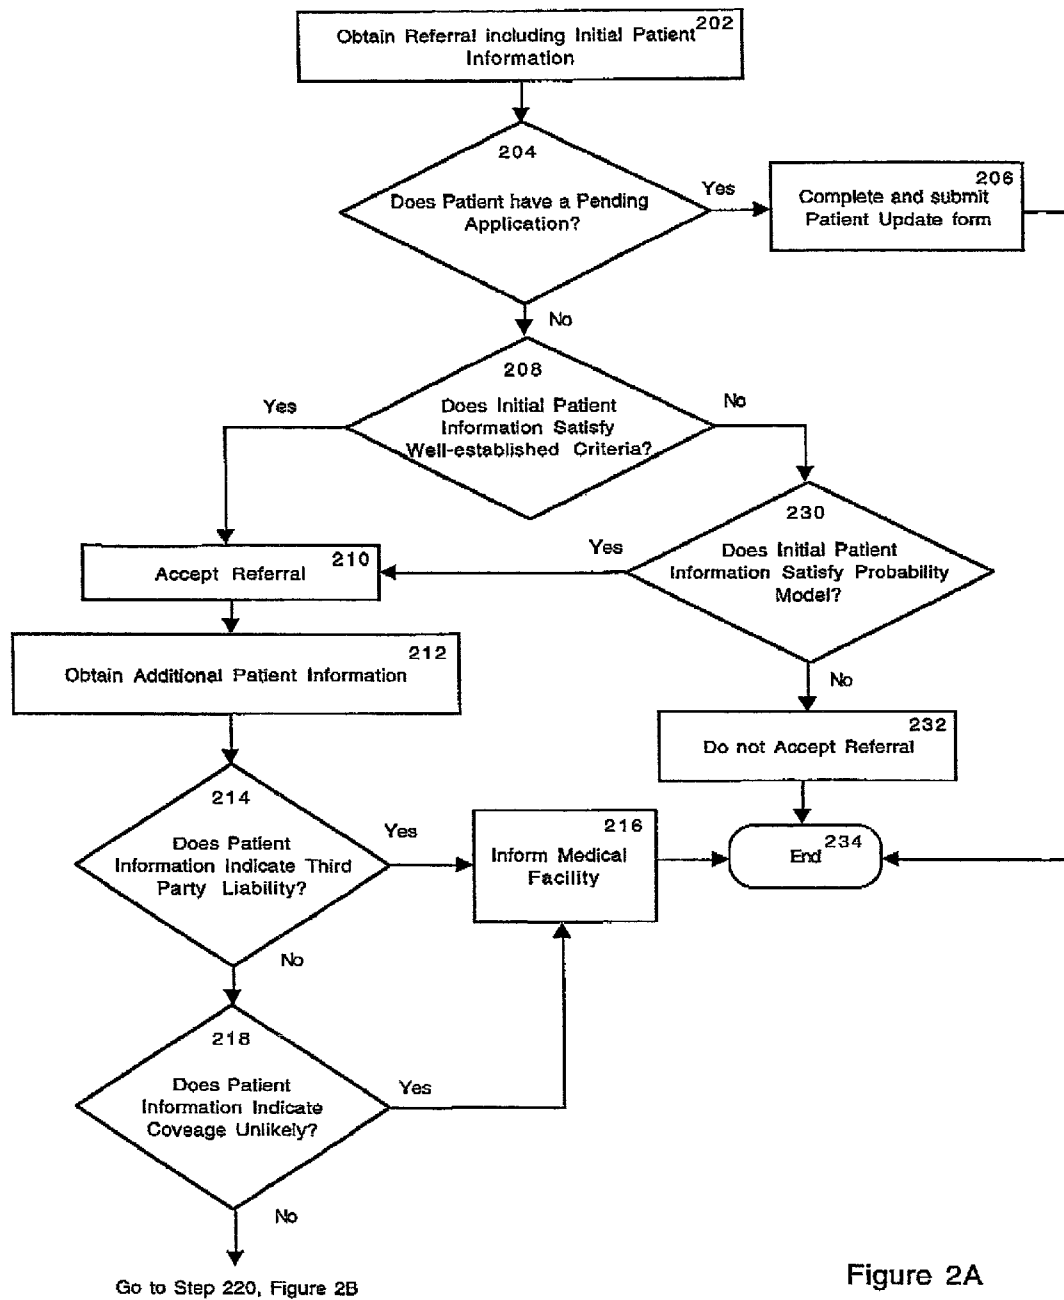 202
Obtain Referral including Initial Patient
Information
204
Does Patient have a Pending
Application?
Yes
206
Complete and submit
Patient Update form
No
208
Does Initial Patient
Information Satisfy
Well-established Criteria?
Yes
No
230
Does Initial Patient
Information Satisfy Probability
Model?
Yes
No
210
Accept Referral
212
Obtain Additional Patient Information
232
Do not Accept Referral
214
Does Patient
Information Indicate Third
Party Liability?
Yes
216
Inform Medical
Facility
End 234
No
218
Does Patient
Information Indicate
Coveage Unlikely?
Yes
No
Go to Step 220, Figure 2B
Figure 2A